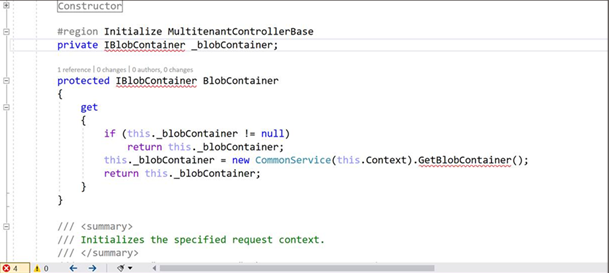 Constructor
#region Initialize MultitenantControllerBase
private IBlobContainer _blobContainer;
1 reference | 0 changes | 0 authors, 0 changes
protected IBlobContainer BlobContainer
{
get
{
if (this._blobContainer != null)
return this._blobContainer;
this._blobContainer = new CommonService(this.Context).GetBlobContainer();
return this._blobContainer;
}
}
/// <summary>
/// Initializes the specified request context.
/// </summary>
4 0